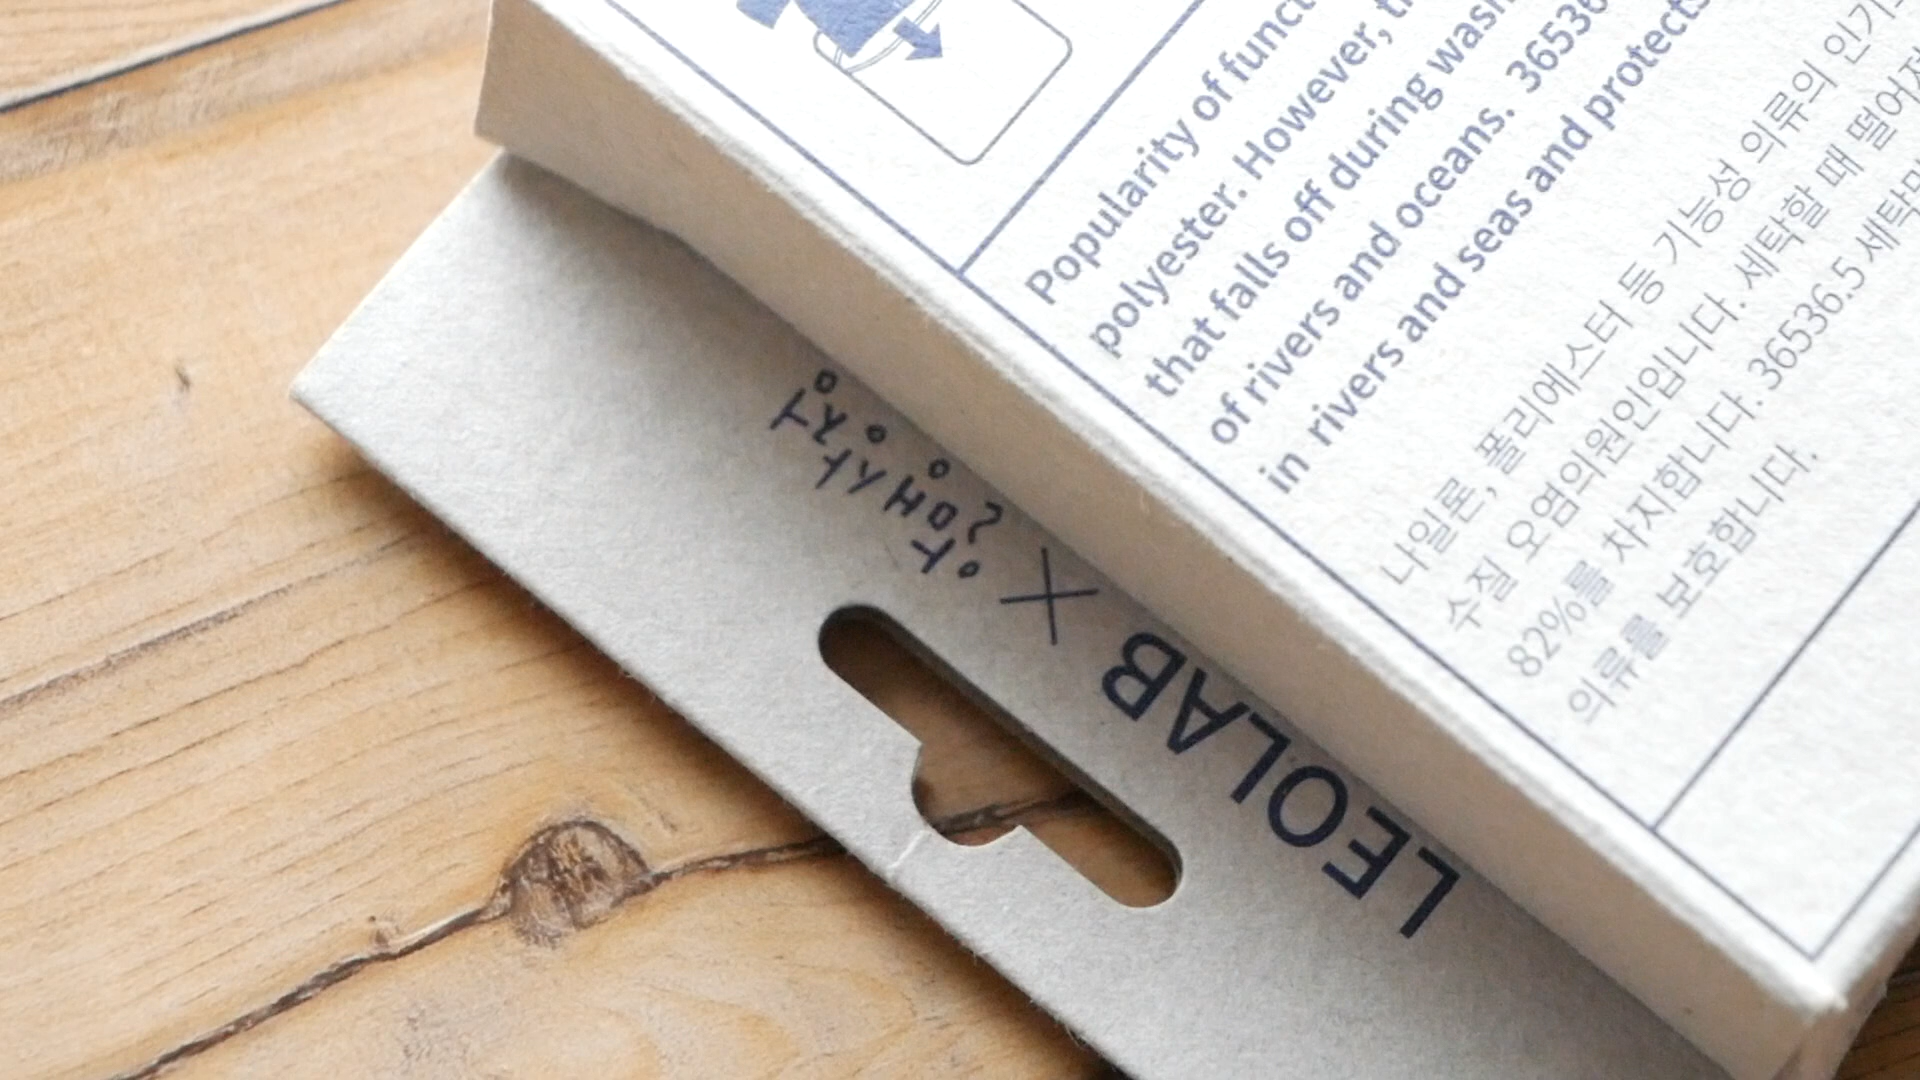 Popularity of funct
polyester. However, th
that falls off during wash
of rivers and oceans. 36536
in rivers and seas and protects
나일론, 폴리에스터 등 기능성 의류의 인기
수질 오염의원인입니다. 세탁할 때 떨어져
82%를 차지합니다. 36536.5 세탁망
의류를 보호합니다.
LEOLAB X